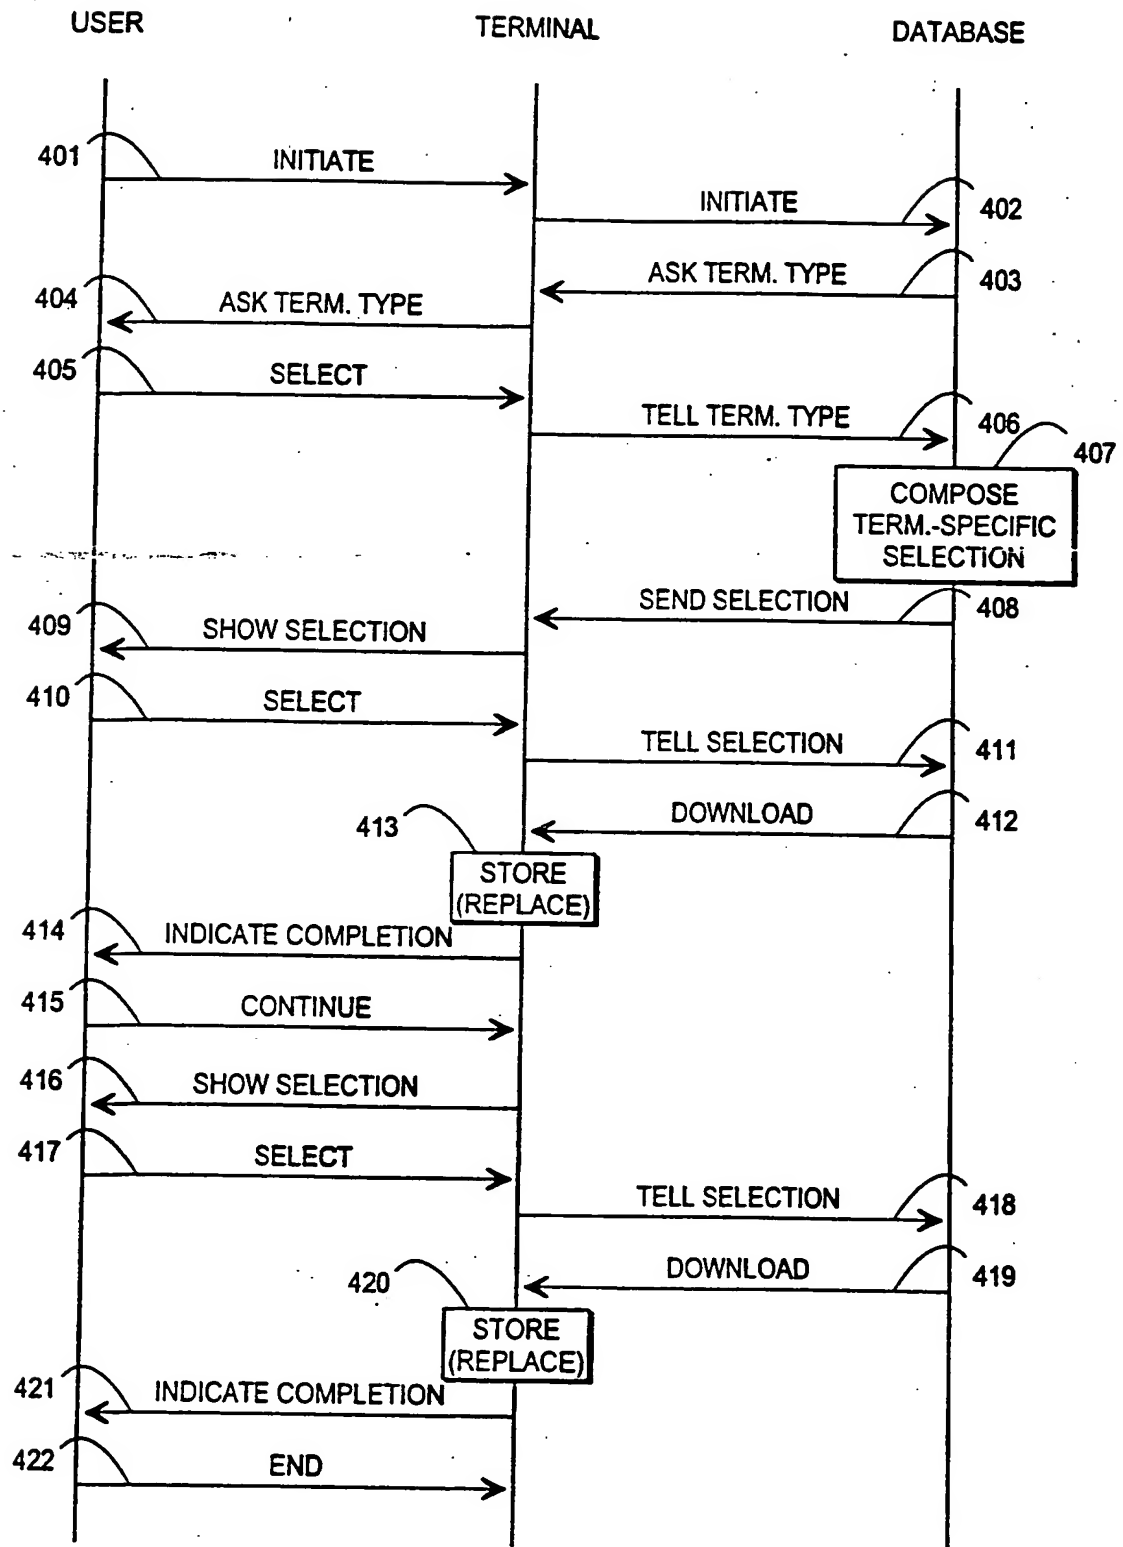 USER TERMINAL DATABASE
401 INITIATE
INITIATE 402
ASK TERM. TYPE 403
404 ASK TERM. TYPE
405 SELECT
TELL TERM. TYPE 406
407
COMPOSE
TERM.-SPECIFIC
SELECTION
SEND SELECTION 408
409 SHOW SELECTION
410 SELECT
TELL SELECTION 411
DOWNLOAD 412
413
STORE
(REPLACE)
414 INDICATE COMPLETION
415 CONTINUE
416 SHOW SELECTION
417 SELECT
TELL SELECTION 418
DOWNLOAD 419
420
STORE
(REPLACE)
421 INDICATE COMPLETION
422 END